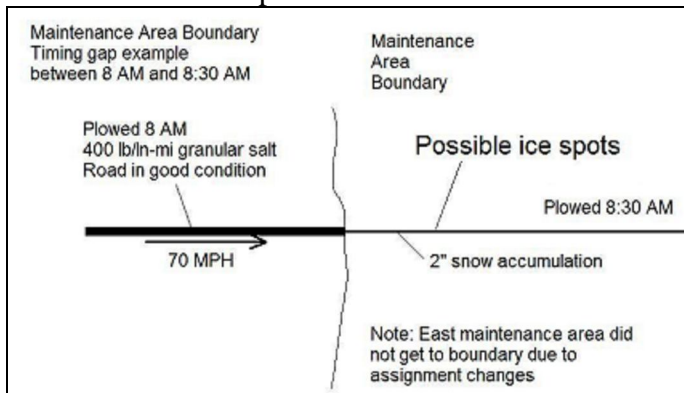 Maintenance Area Boundary
Timing gap example
between 8 AM and 8:30 AM
Maintenance
Area
Boundary
Plowed 8 AM
400 lb/ln-mi granular salt
Road in good condition
Possible ice spots
Plowed 8:30 AM
70 MPH
2" snow accumulation
Note: East maintenance area did
not get to boundary due to
assignment changes